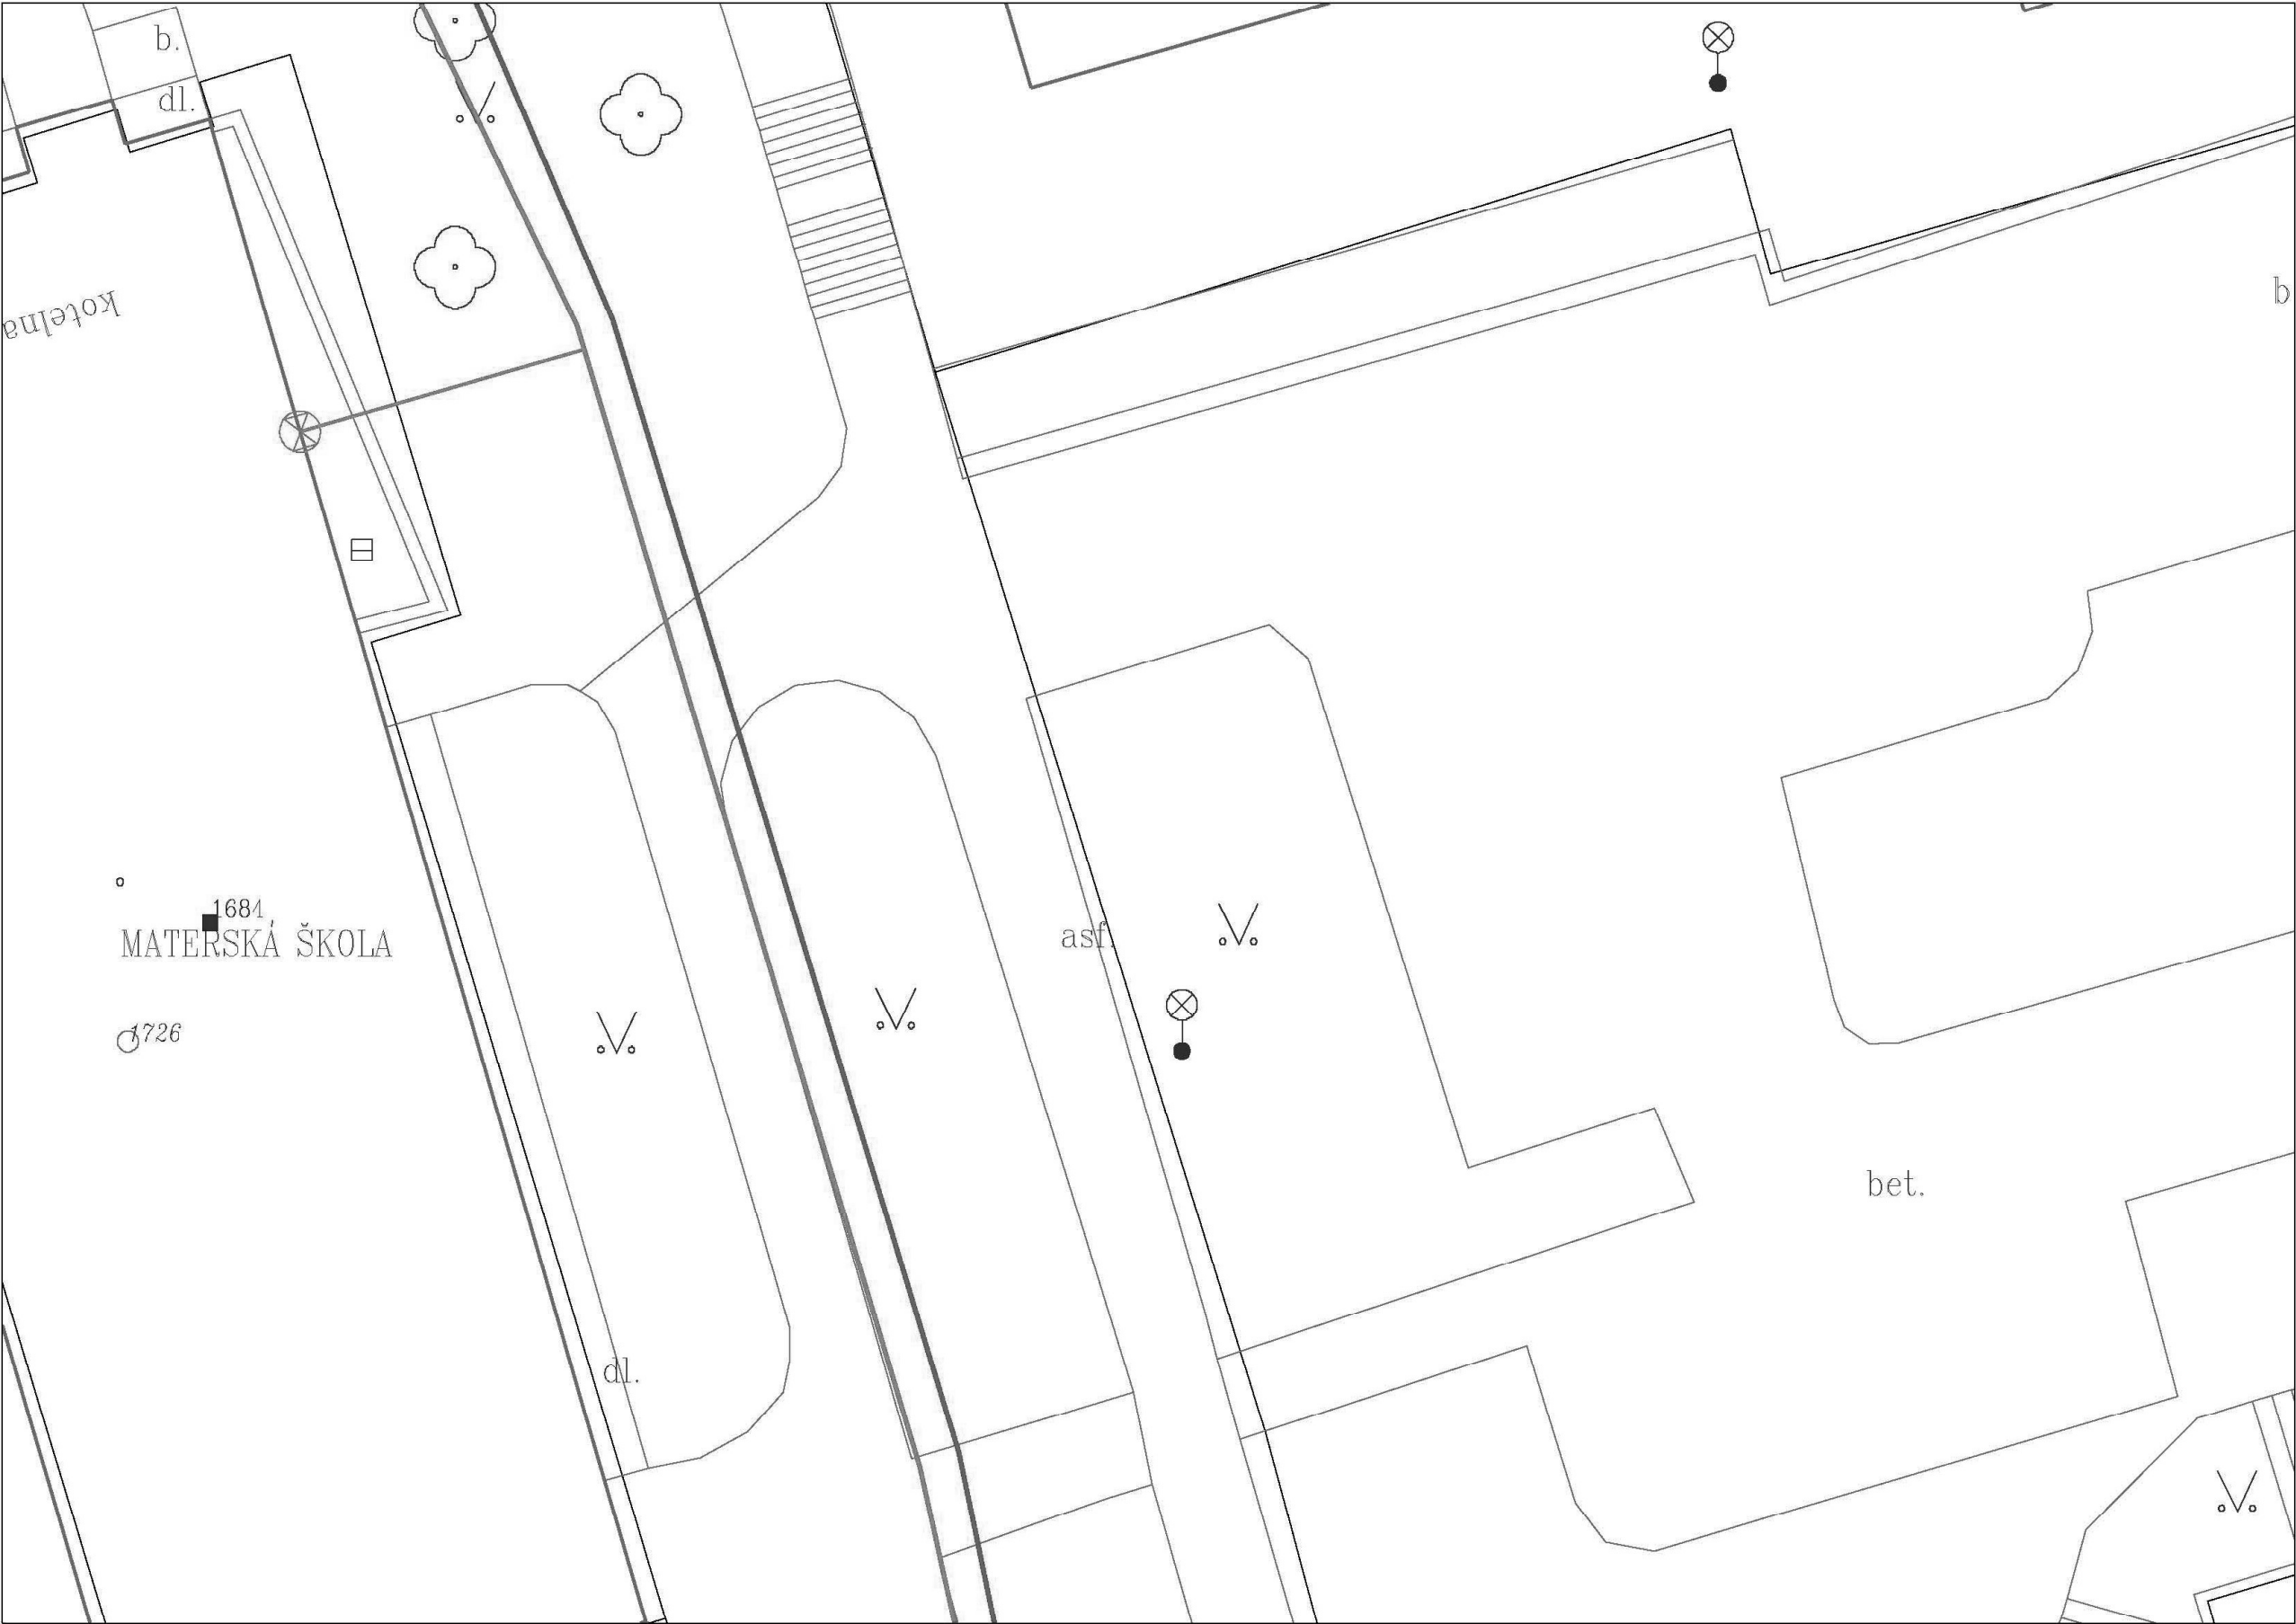 b.
dl.
kotelna
b
1684
MATERSKÁ ŠKOLA
asf.
1726
bet.
dl.